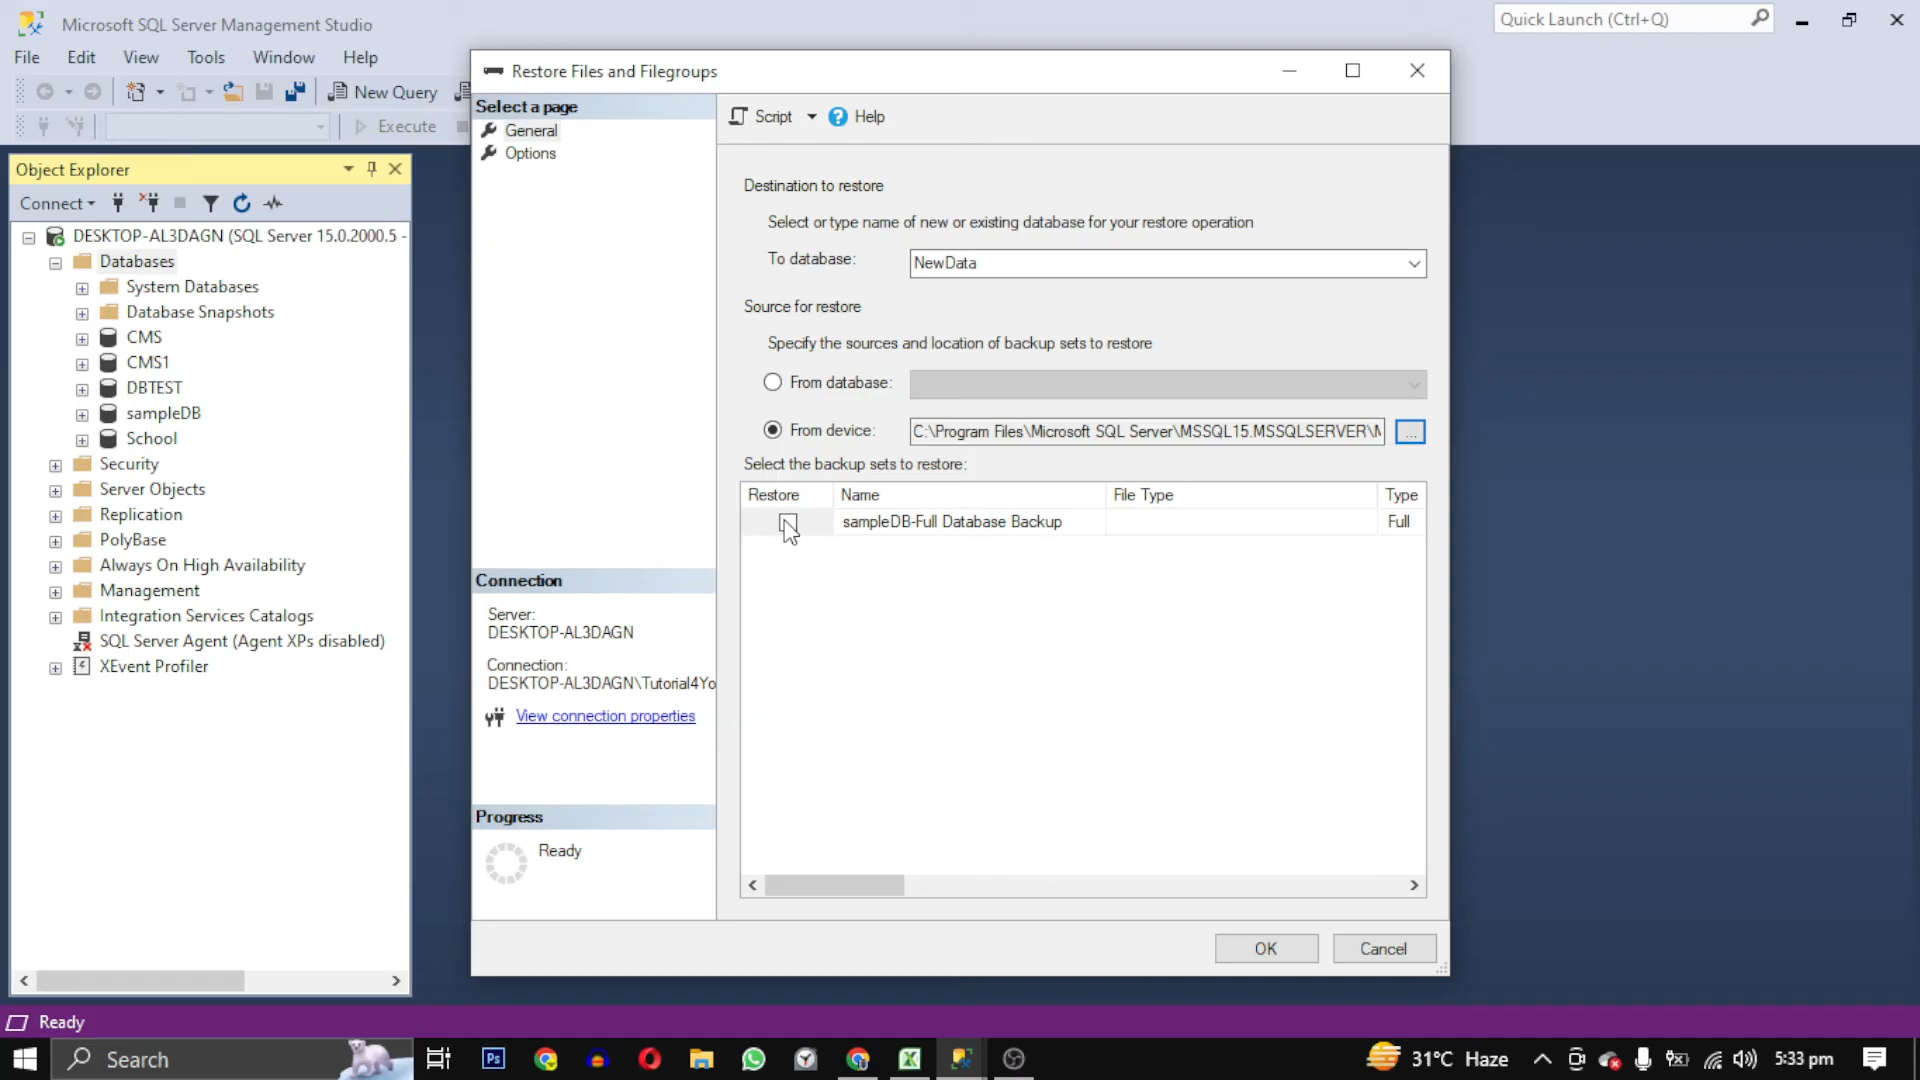 Microsoft SQL Server Management Studio
Quick Launch (Ctrl+Q)
File Edit View Tools Window Help
New Query
Execute
Object Explorer
Connect
DESKTOP-AL3DAGN (SQL Server 15.0.2000.5 -
Databases
System Databases
Database Snapshots
CMS
CMS1
DBTEST
sampleDB
School
Security
Server Objects
Replication
PolyBase
Always On High Availability
Management
Integration Services Catalogs
SQL Server Agent (Agent XPs disabled)
XEvent Profiler
Restore Files and Filegroups
Select a page
General
Options
Script Help
Destination to restore
Select or type name of new or existing database for your restore operation
To database: NewData
Source for restore
Specify the sources and location of backup sets to restore
From database:
From device: C:\Program Files\Microsoft SQL Server\MSSQL15.MSSQLSERVER\M ...
Select the backup sets to restore:
Restore Name File Type Type
sampleDB-Full Database Backup Full
Connection
Server:
DESKTOP-AL3DAGN
Connection:
DESKTOP-AL3DAGN\Tutorial4Yo
View connection properties
Progress
Ready
OK Cancel
Ready
Search
Ps
31°C Haze
5:33 pm